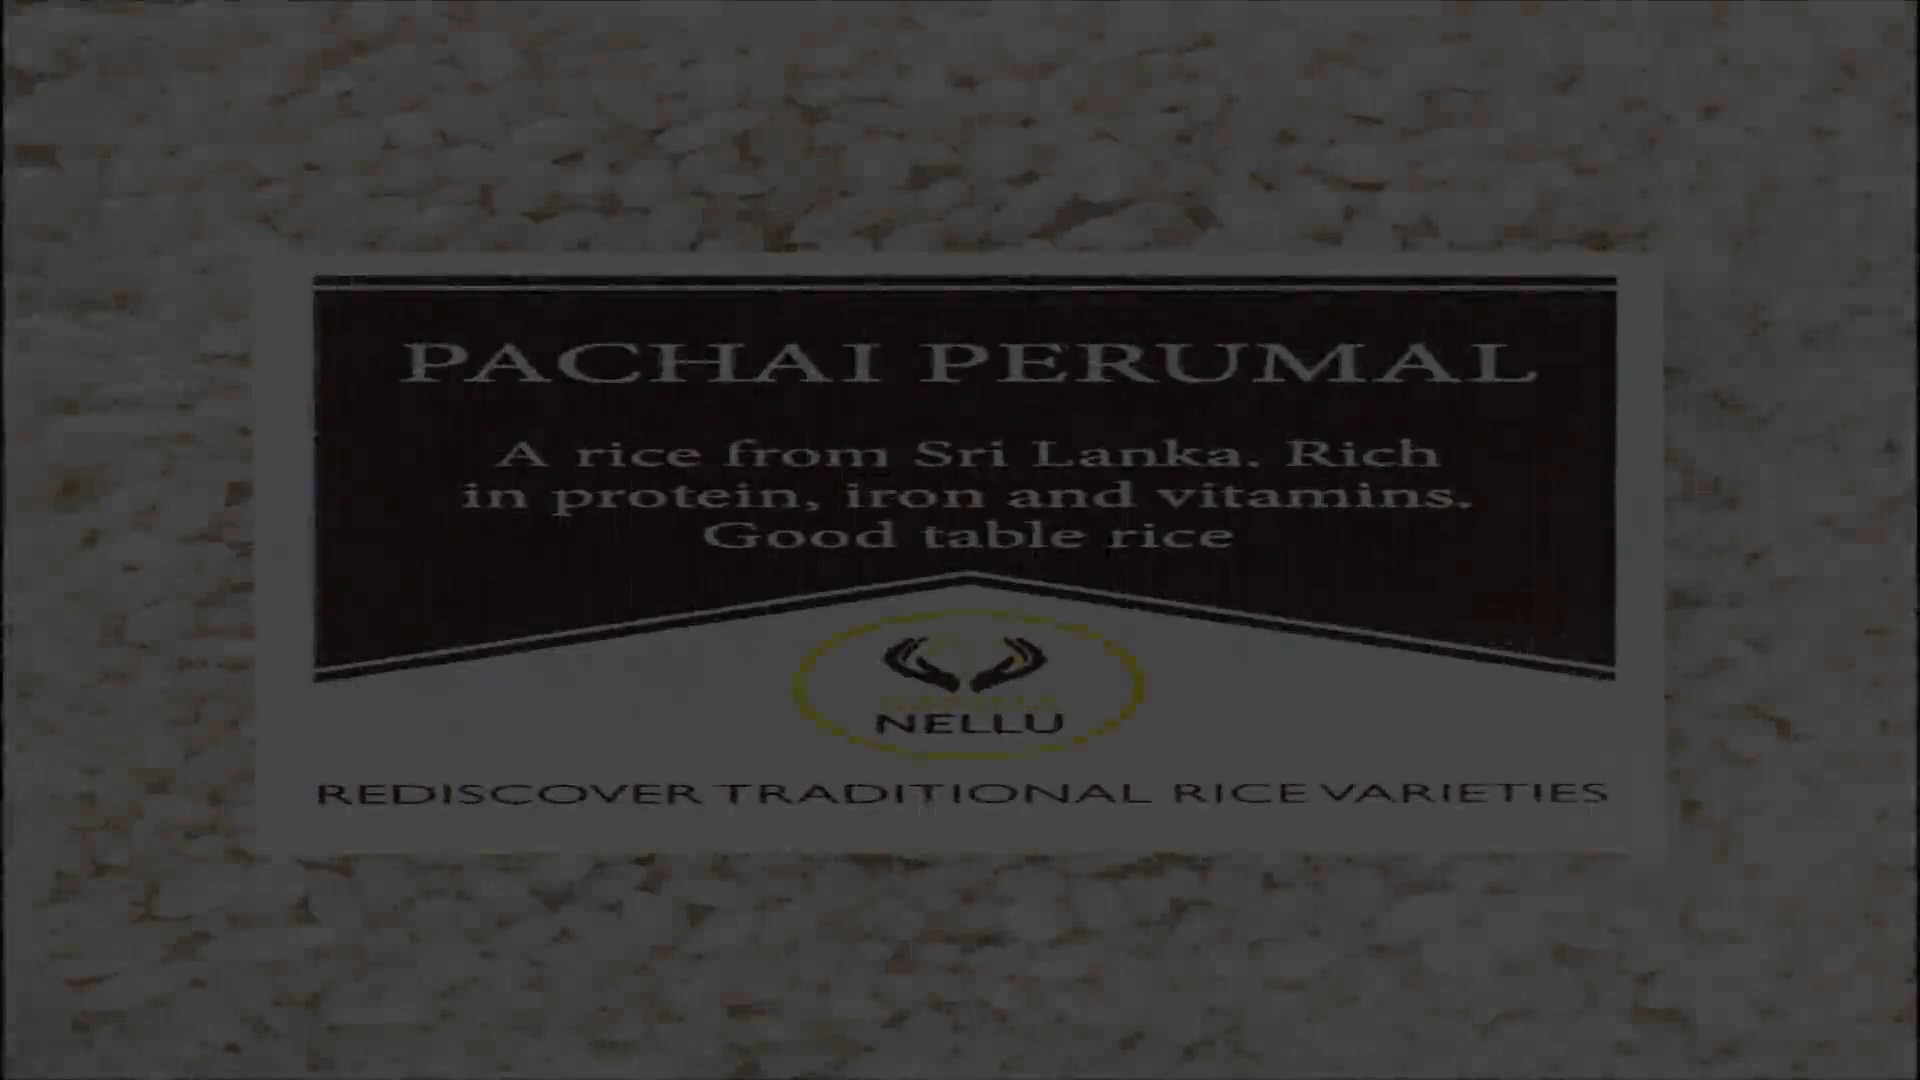 PACHAI PERUMAL
A rice from Sri Lanka. Rich
in protein, iron and vitamins.
Good table rice
NELLU
REDISCOVER TRADITIONAL RICE VARIETIES